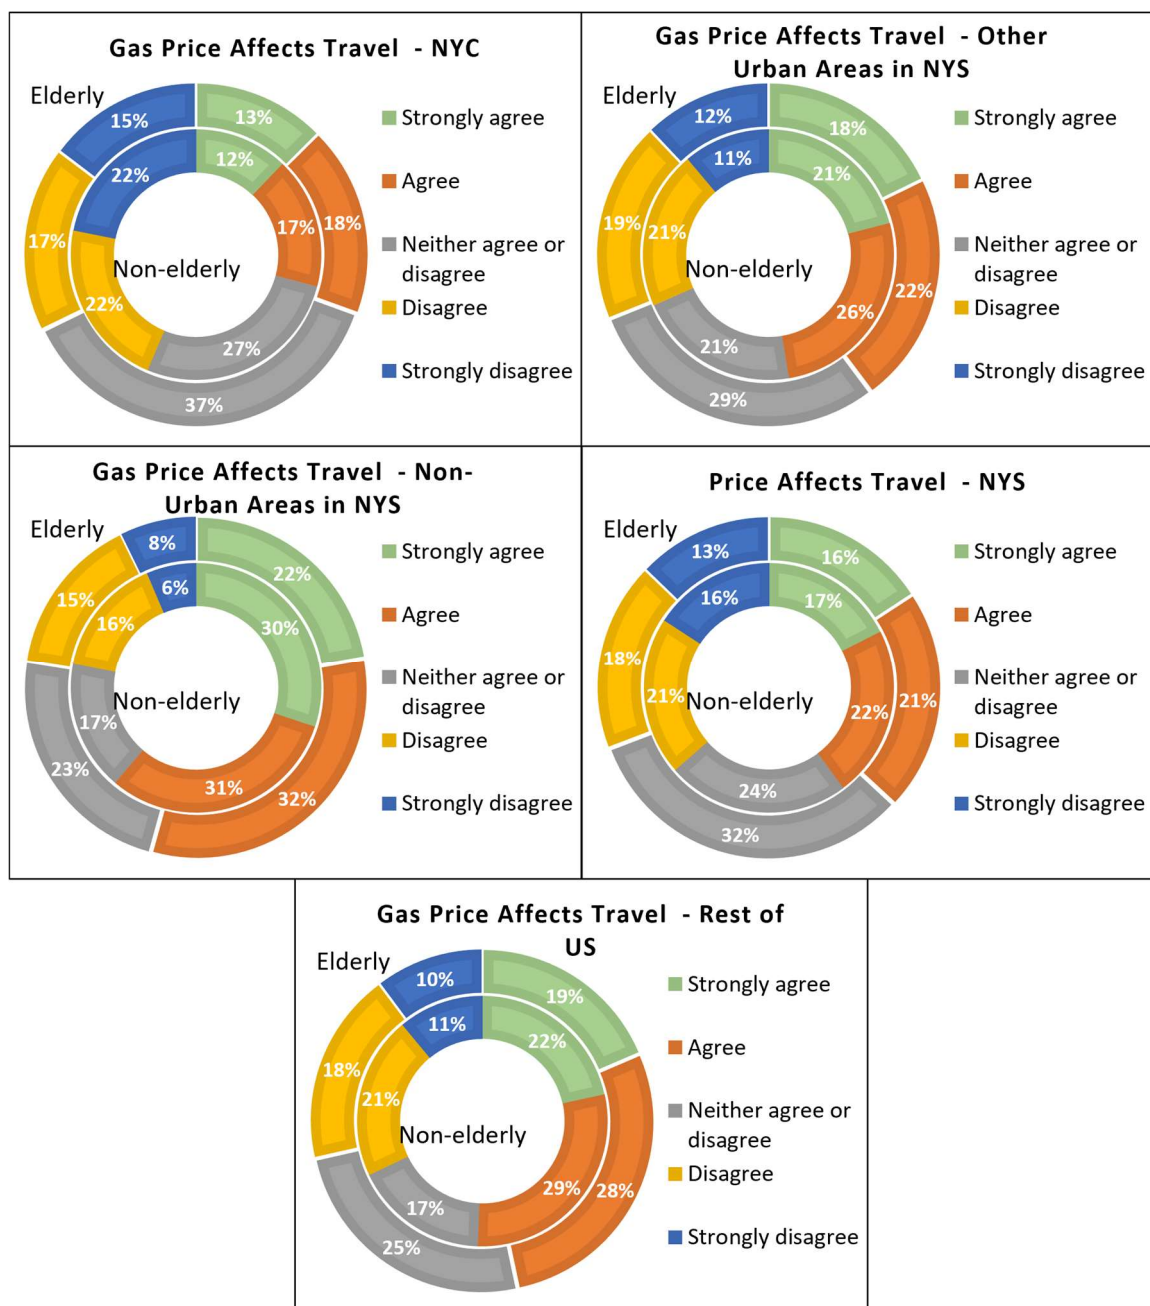 Gas Price Affects Travel - NYC
Elderly
15%
13%
12%
22%
17%
18%
17%
22%
27%
37%
Non-elderly
Strongly agree
Agree
Neither agree or
disagree
Disagree
Strongly disagree
Gas Price Affects Travel - Other
Urban Areas in NYS
Elderly
12%
18%
11%
21%
19%
21%
26%
22%
21%
29%
Non-elderly
Strongly agree
Agree
Neither agree or
disagree
Disagree
Strongly disagree
Gas Price Affects Travel - Non-
Urban Areas in NYS
Elderly
8%
22%
6%
30%
15%
16%
17%
23%
31%
32%
Non-elderly
Strongly agree
Agree
Neither agree or
disagree
Disagree
Strongly disagree
Price Affects Travel - NYS
Elderly
13%
16%
16%
17%
18%
21%
22%
21%
24%
32%
Non-elderly
Strongly agree
Agree
Neither agree or
disagree
Disagree
Strongly disagree
Gas Price Affects Travel - Rest of
US
Elderly
10%
19%
11%
22%
18%
21%
29%
28%
17%
25%
Non-elderly
Strongly agree
Agree
Neither agree or
disagree
Disagree
Strongly disagree